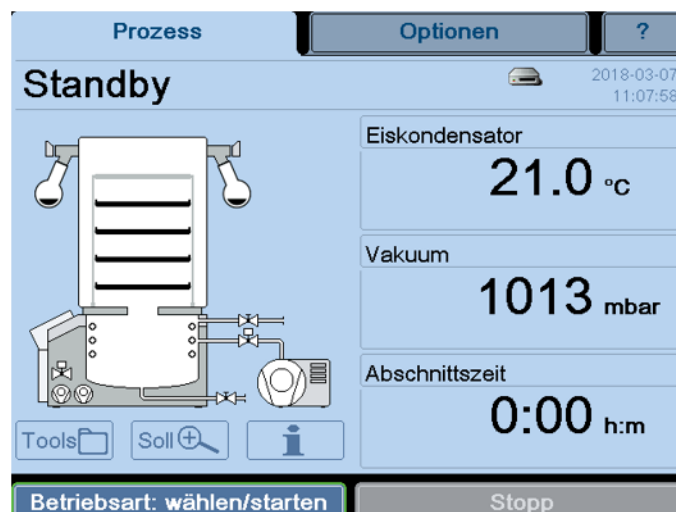 Prozess
Optionen
?
Standby
2018-03-07
11:07:58
Eiskondensator
21.0 °C
Vakuum
1013 mbar
Abschnittszeit
0:00 h:m
Tools
Soll
i
Betriebsart: wählen/starten
Stopp